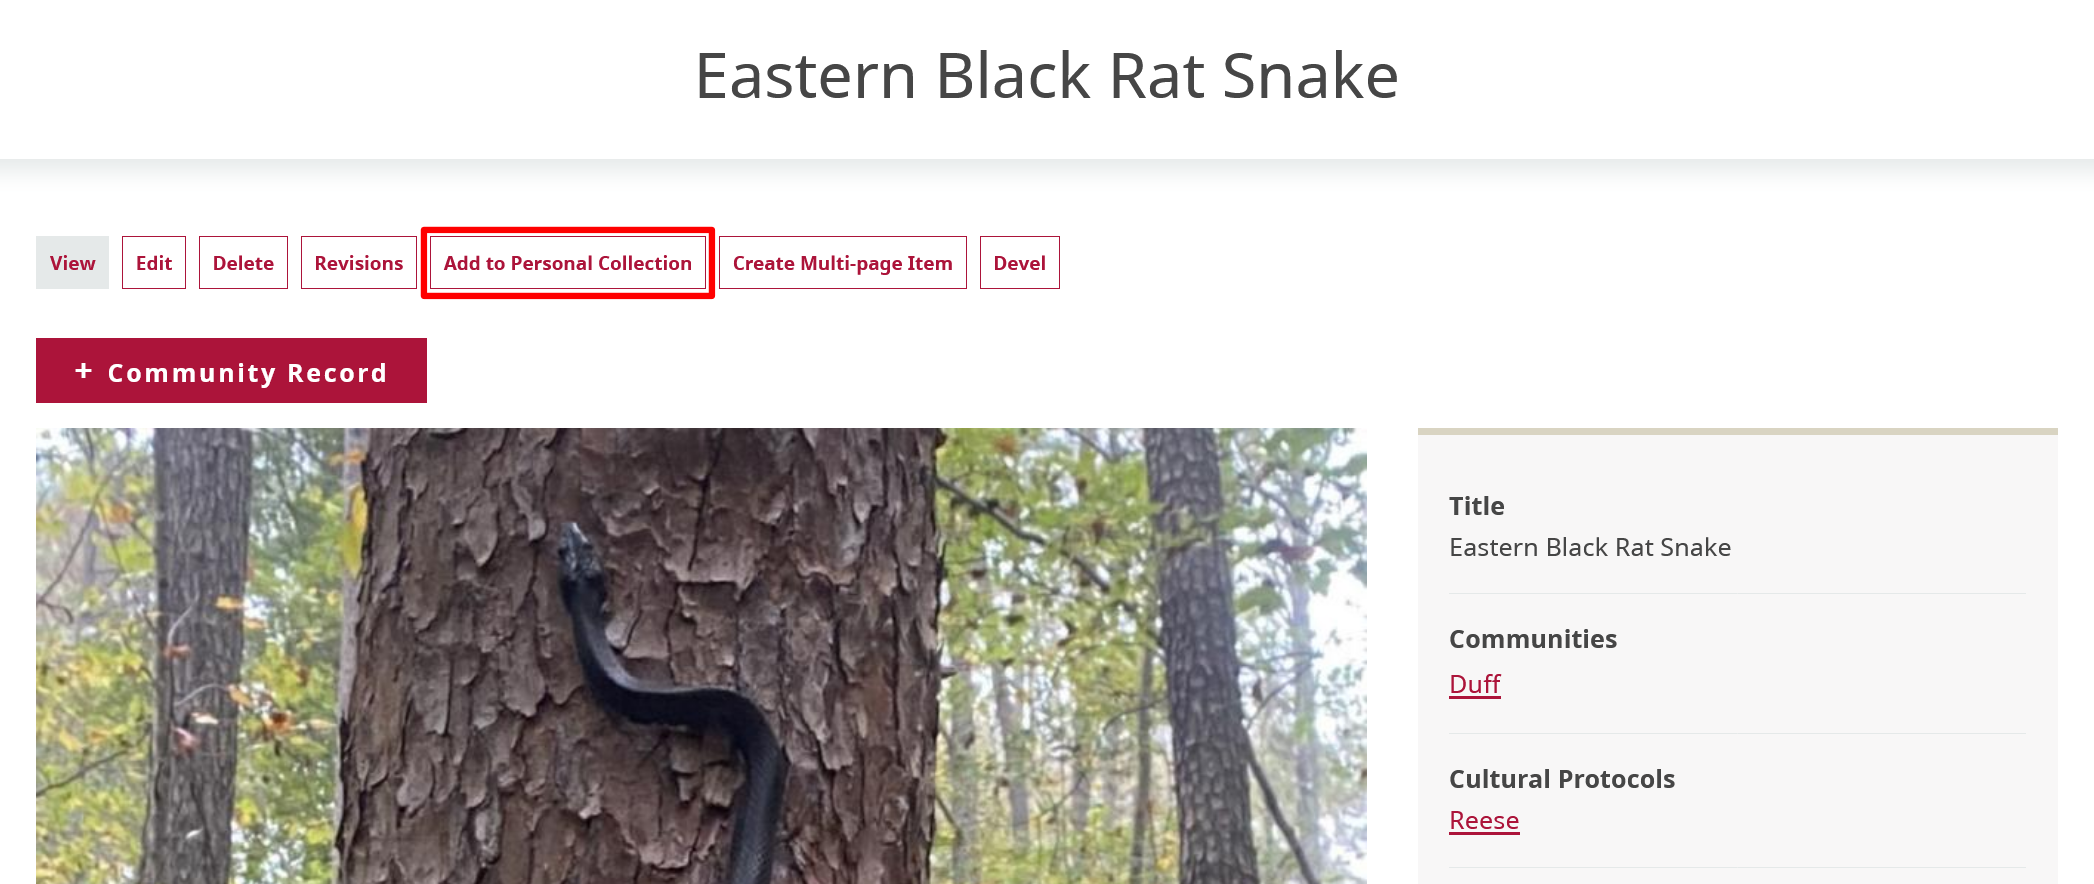 Eastern Black Rat Snake
View Edit Delete Revisions Add to Personal Collection Create Multi-page Item Devel
+ Community Record
Title
Eastern Black Rat Snake
Communities
Duff
Cultural Protocols
Reese